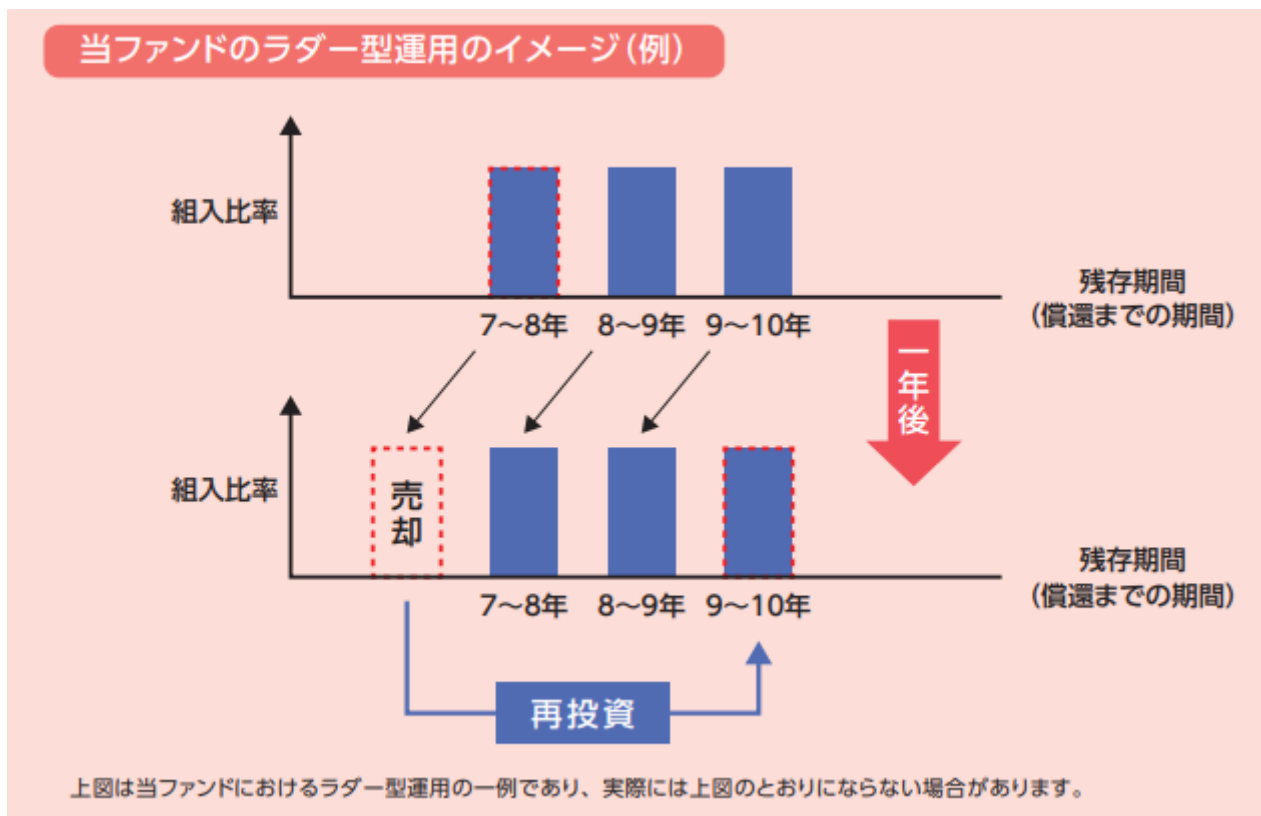 当ファンドのラダー型運用のイメージ(例)
組入比率
7～8年
8～9年
9～10年
残存期間
(償還までの期間)
一年後
組入比率
売却
7～8年
8～9年
9～10年
残存期間
(償還までの期間)
再投資
上図は当ファンドにおけるラダー型運用の一例であり、実際には上図のとおりにならない場合があります。